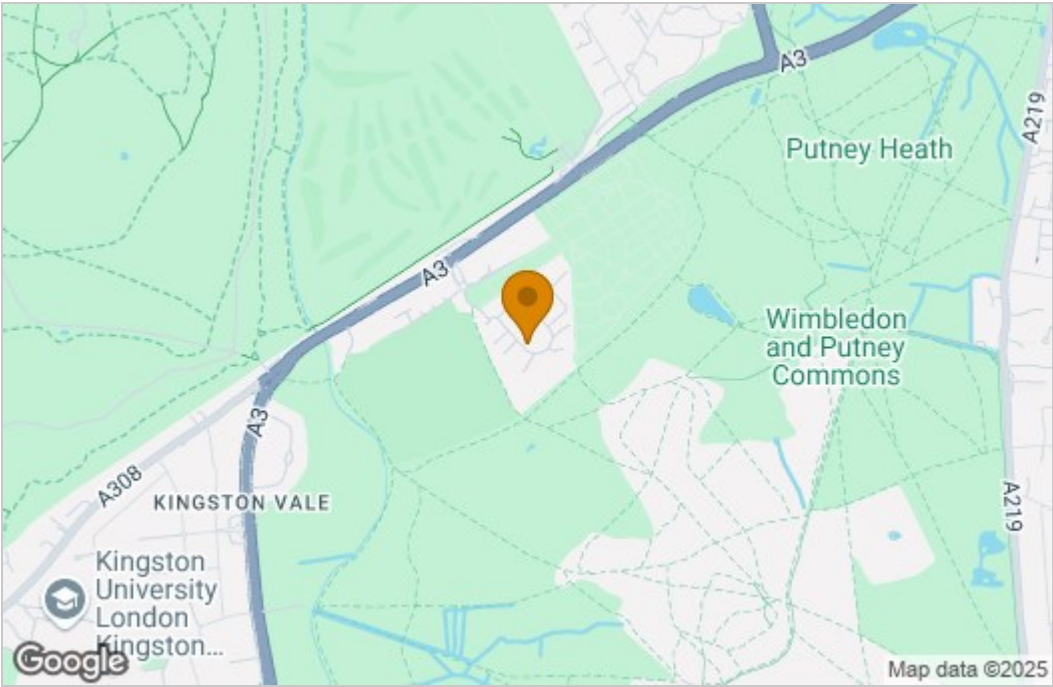 A3
A219
Putney Heath
A3
Wimbledon
and Putney
Commons
A3
A308
KINGSTON VALE
A219
Kingston
University
London
Kingston...
Google
Map data ©2025